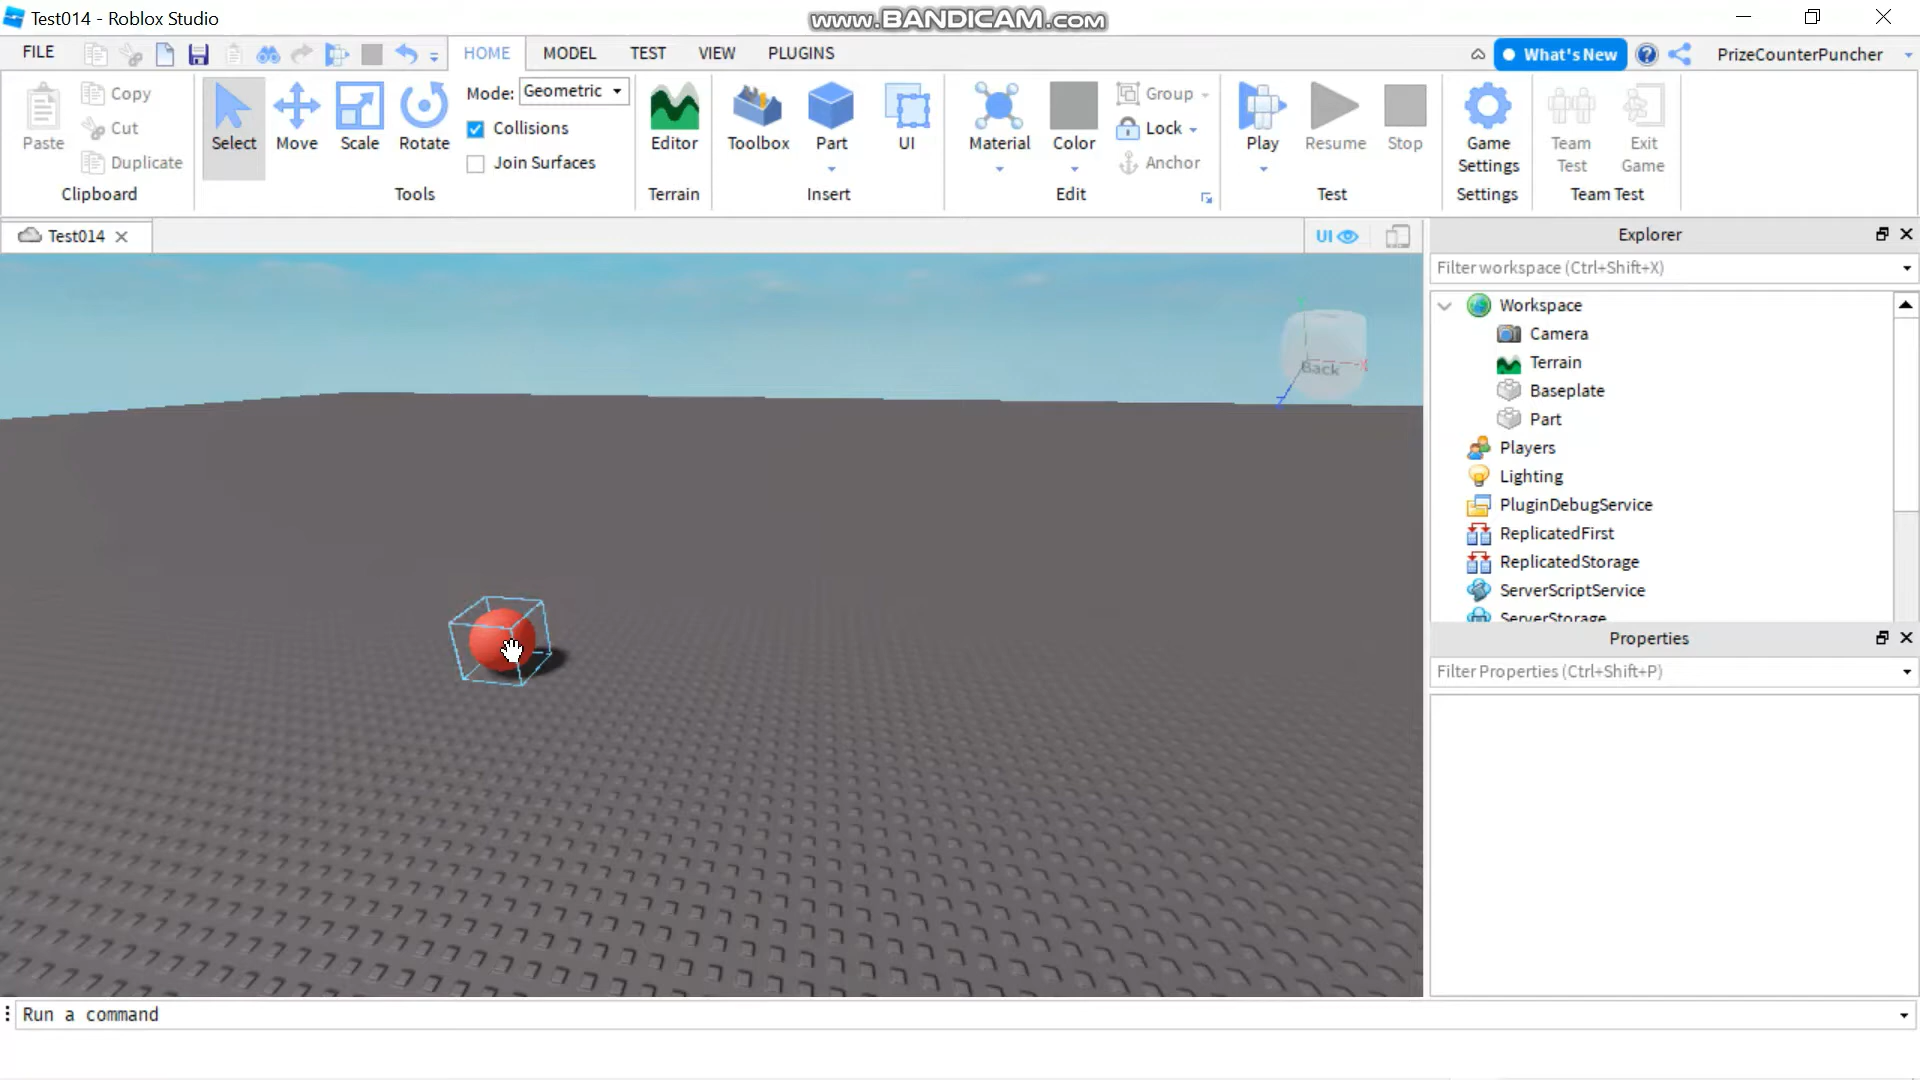 Test014 - Roblox Studio
www.BANDICAM.com
FILE
HOME
MODEL
TEST
VIEW
PLUGINS
What's New
PrizeCounterPuncher
Paste
Copy
Cut
Duplicate
Clipboard
Select
Move
Scale
Rotate
Mode: Geometric
Collisions
Join Surfaces
Tools
Editor
Terrain
Toolbox
Part
UI
Insert
Material
Color
Group
Lock
Anchor
Edit
Play
Resume
Stop
Test
Game
Settings
Settings
Team
Test
Exit
Game
Team Test
Test014
UI
Explorer
Filter workspace (Ctrl+Shift+X)
Workspace
Camera
Terrain
Baseplate
Part
Players
Lighting
PluginDebugService
ReplicatedFirst
ReplicatedStorage
ServerScriptService
ServerStorage
Back
X
Z
Properties
Filter Properties (Ctrl+Shift+P)
Run a command